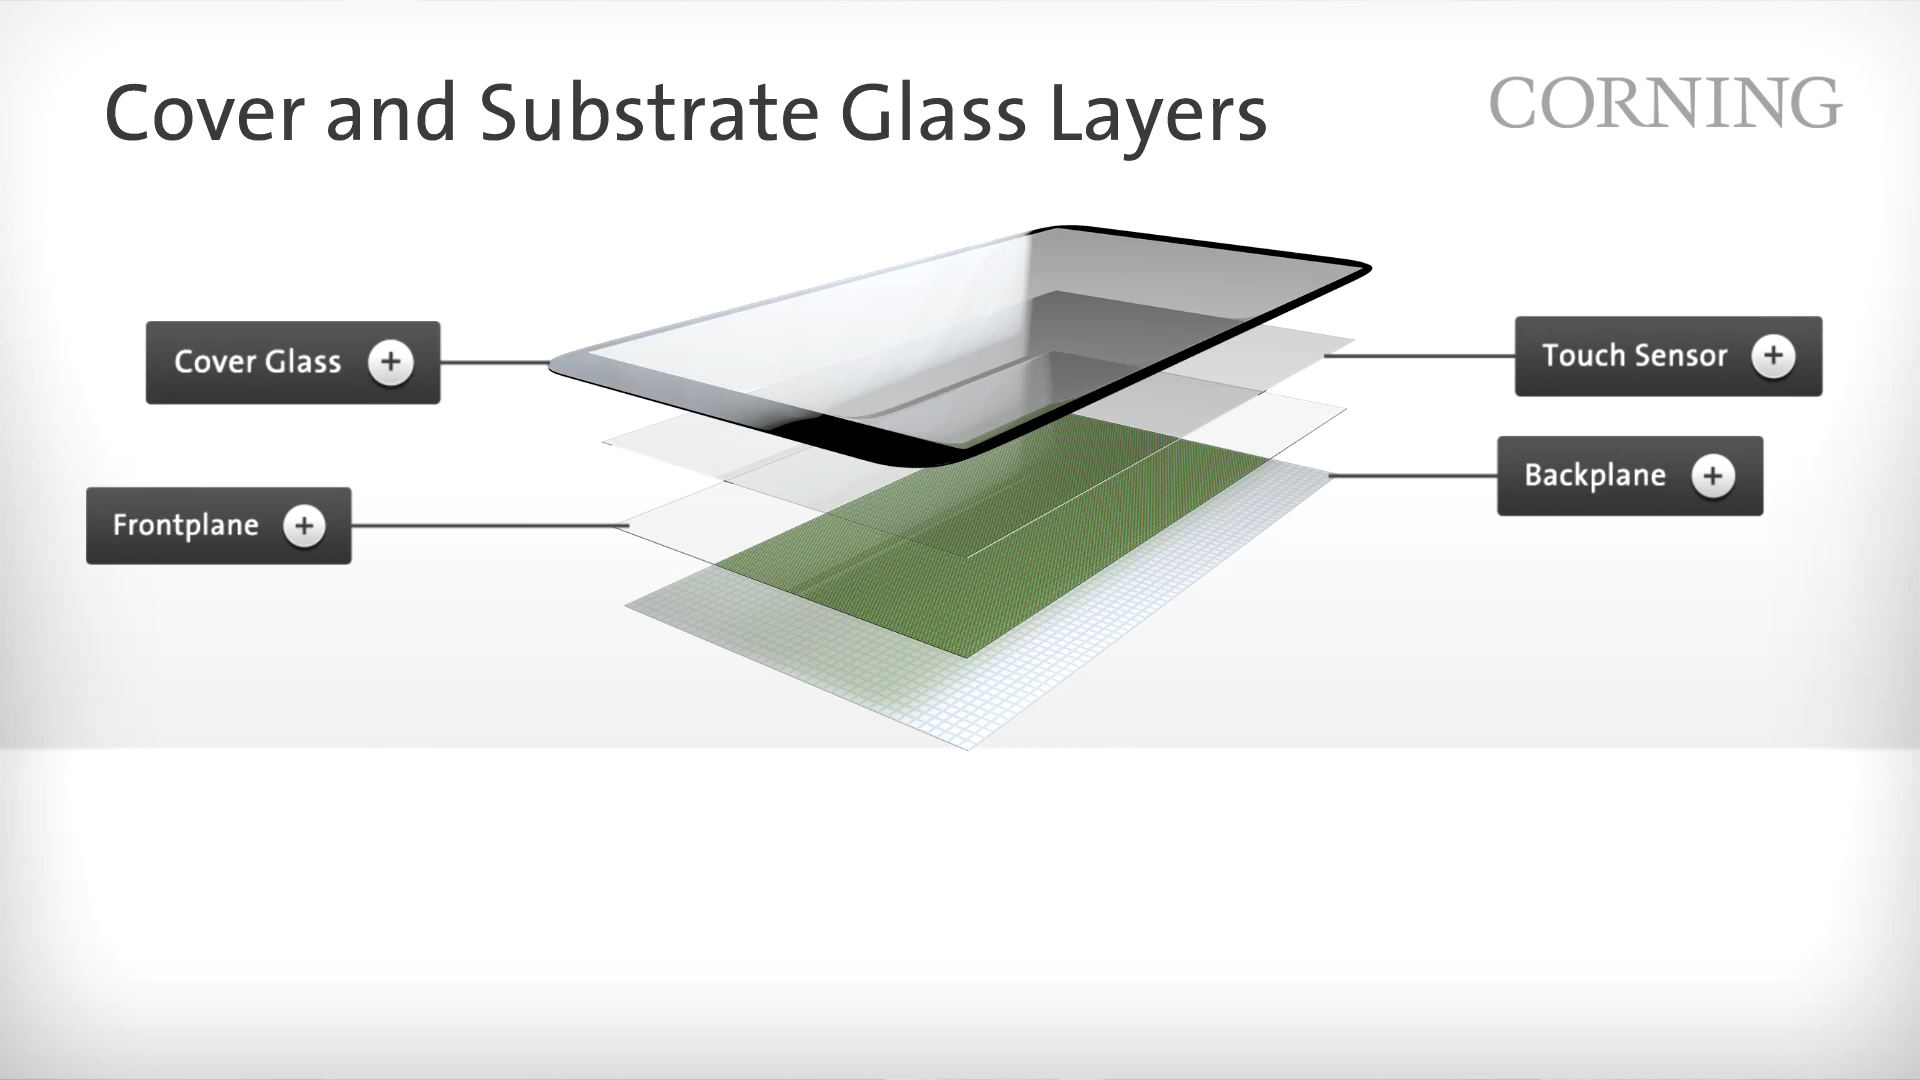 Cover and Substrate Glass Layers
CORNING
Cover Glass +
Touch Sensor +
Backplane +
Frontplane +